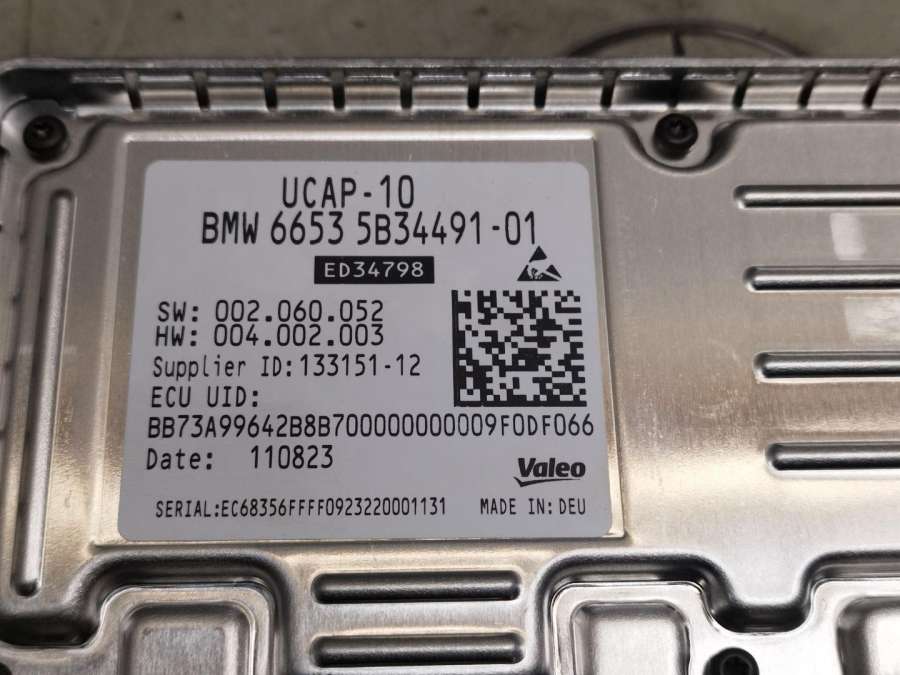 UCAP-10
BMW 6653 5B34491-01
ED34798
SW: 002.060.052
HW: 004.002.003
Supplier ID:133151-12
ECU UID:
BB73A99642B8B700000000009F0DF066
Date: 110823
Valeo
SERIAL:EC68356FFFF0923220001131 MADE IN: DEU